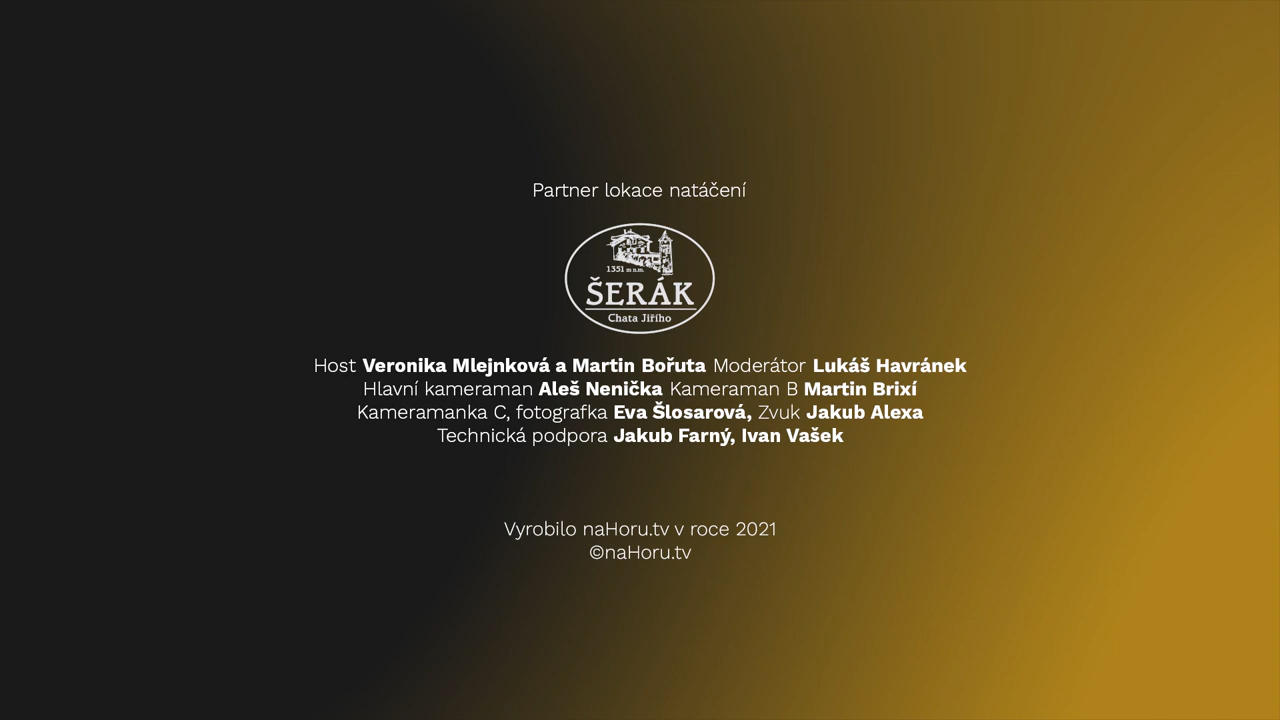 Partner lokace natáčení
1351 m n.m.
ŠERÁK
Chata Jiřího
Host Veronika Mlejnková a Martin Bořuta Moderátor Lukáš Havránek
Hlavní kameraman Aleš Nenička Kameraman B Martin Brixí
Kameramanka C, fotografka Eva Šlosarová, Zvuk Jakub Alexa
Technická podpora Jakub Farný, Ivan Vašek
Vyrobilo naHoru.tv v roce 2021
©naHoru.tv